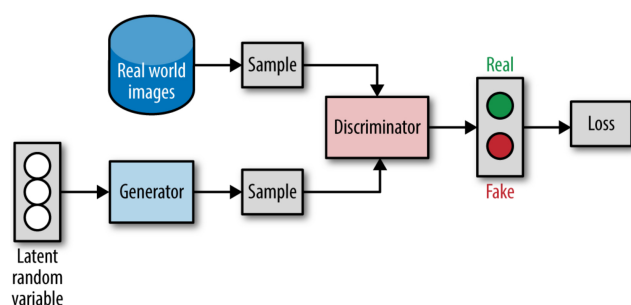 Real world
images
Sample
Discriminator
Real
Fake
Loss
Latent
random
variable
Generator
Sample